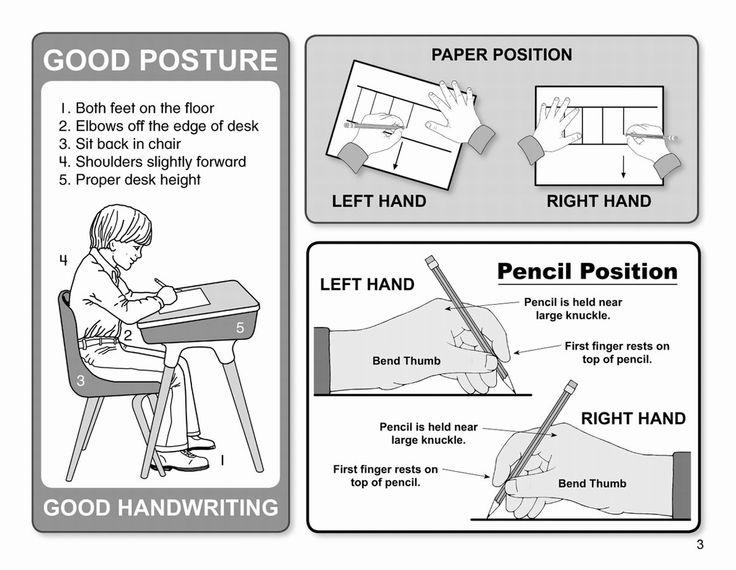 GOOD POSTURE
1. Both feet on the floor
2. Elbows off the edge of desk
3. Sit back in chair
4. Shoulders slightly forward
5. Proper desk height
4
2
5
3
1
GOOD HANDWRITING
PAPER POSITION
LEFT HAND
RIGHT HAND
Pencil Position
LEFT HAND
Pencil is held near
large knuckle.
First finger rests on
top of pencil.
Bend Thumb
RIGHT HAND
Pencil is held near
large knuckle.
First finger rests on
top of pencil.
Bend Thumb
3